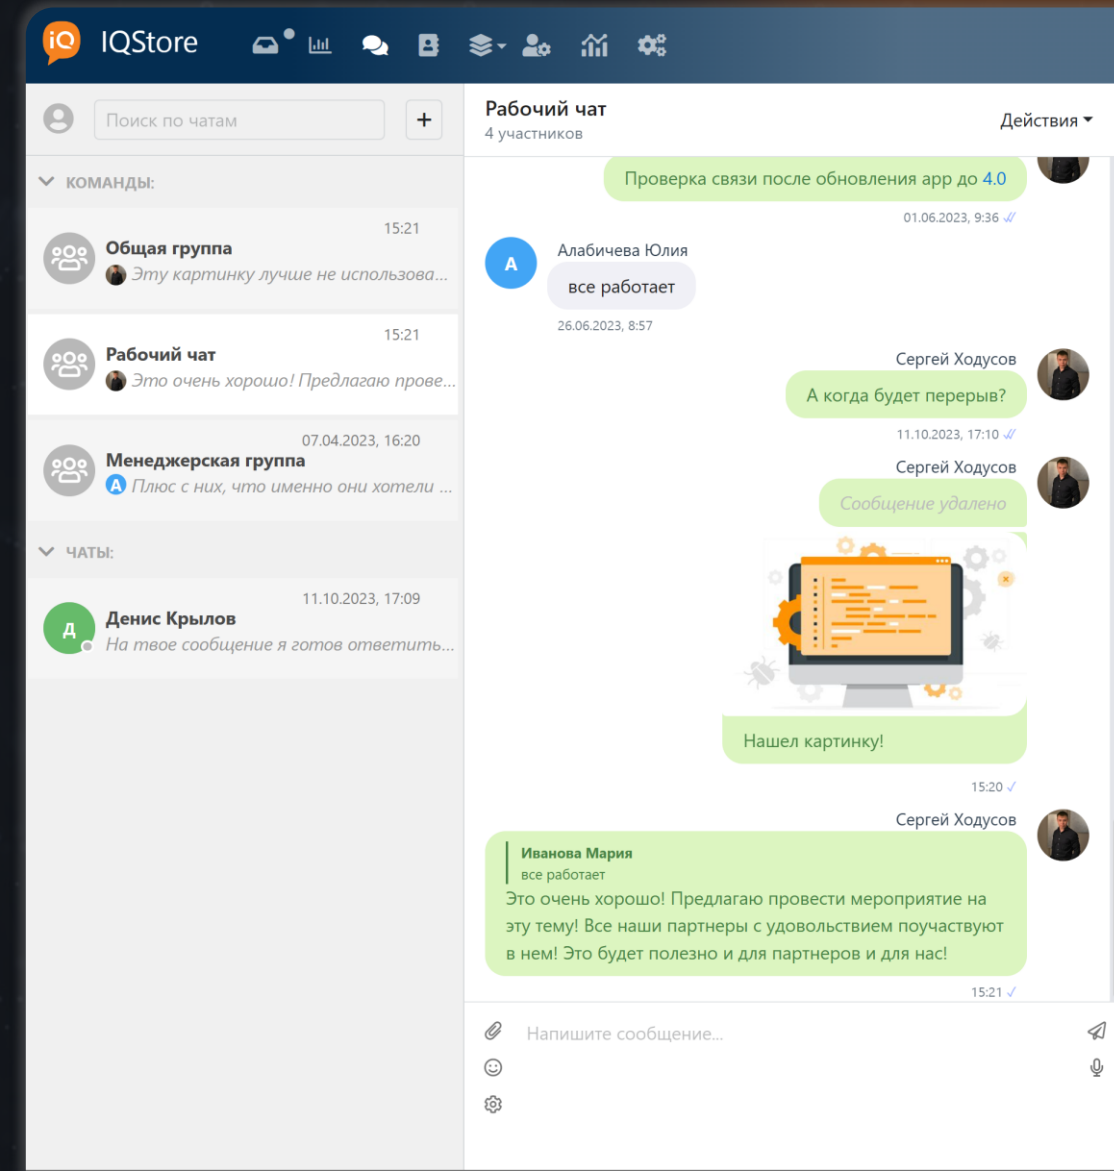 iQ IQStore
Поиск по чатам
+
КОМАНДЫ:
15:21
Общая группа
Эту картинку лучше не использова...
15:21
Рабочий чат
Это очень хорошо! Предлагаю прове...
07.04.2023, 16:20
Менеджерская группа
А Плюс с них, что именно они хотели ...
ЧАТЫ:
11.10.2023, 17:09
Д
Денис Крылов
На твое сообщение я готов ответить...
Рабочий чат
4 участников
Действия
Проверка связи после обновления app до 4.0
01.06.2023, 9:36
А
Алабичева Юлия
все работает
26.06.2023, 8:57
Сергей Ходусов
А когда будет перерыв?
11.10.2023, 17:10
Сергей Ходусов
Сообщение удалено
Нашел картинку!
15:20
Сергей Ходусов
Иванова Мария
все работает
Это очень хорошо! Предлагаю провести мероприятие на
эту тему! Все наши партнеры с удовольствием поучаствуют
в нем! Это будет полезно и для партнеров и для нас!
15:21
Напишите сообщение...